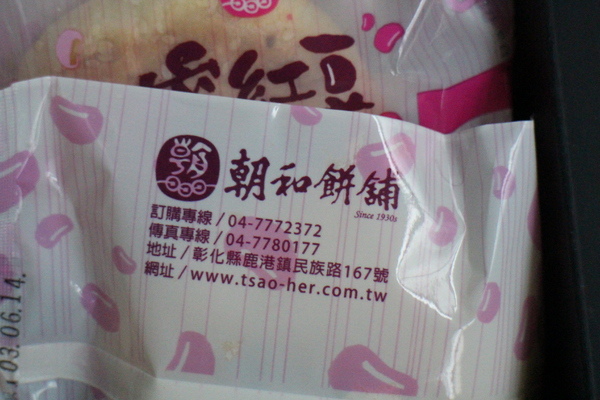 紅豆
朝和餅舖
Since 1930s
訂購專線/04-7772372
傳真專線/04-7780177
地址/彰化縣鹿港鎮民族路167號
網址/www.tsao-her.com.tw
03.06.14.